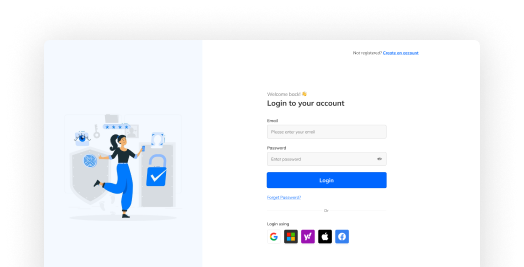 Not registered? Create an account
Welcome back! 👋
Login to your account
Email
Please enter your email
Password
Enter password
Login
Forgot Password?
Or
Login using